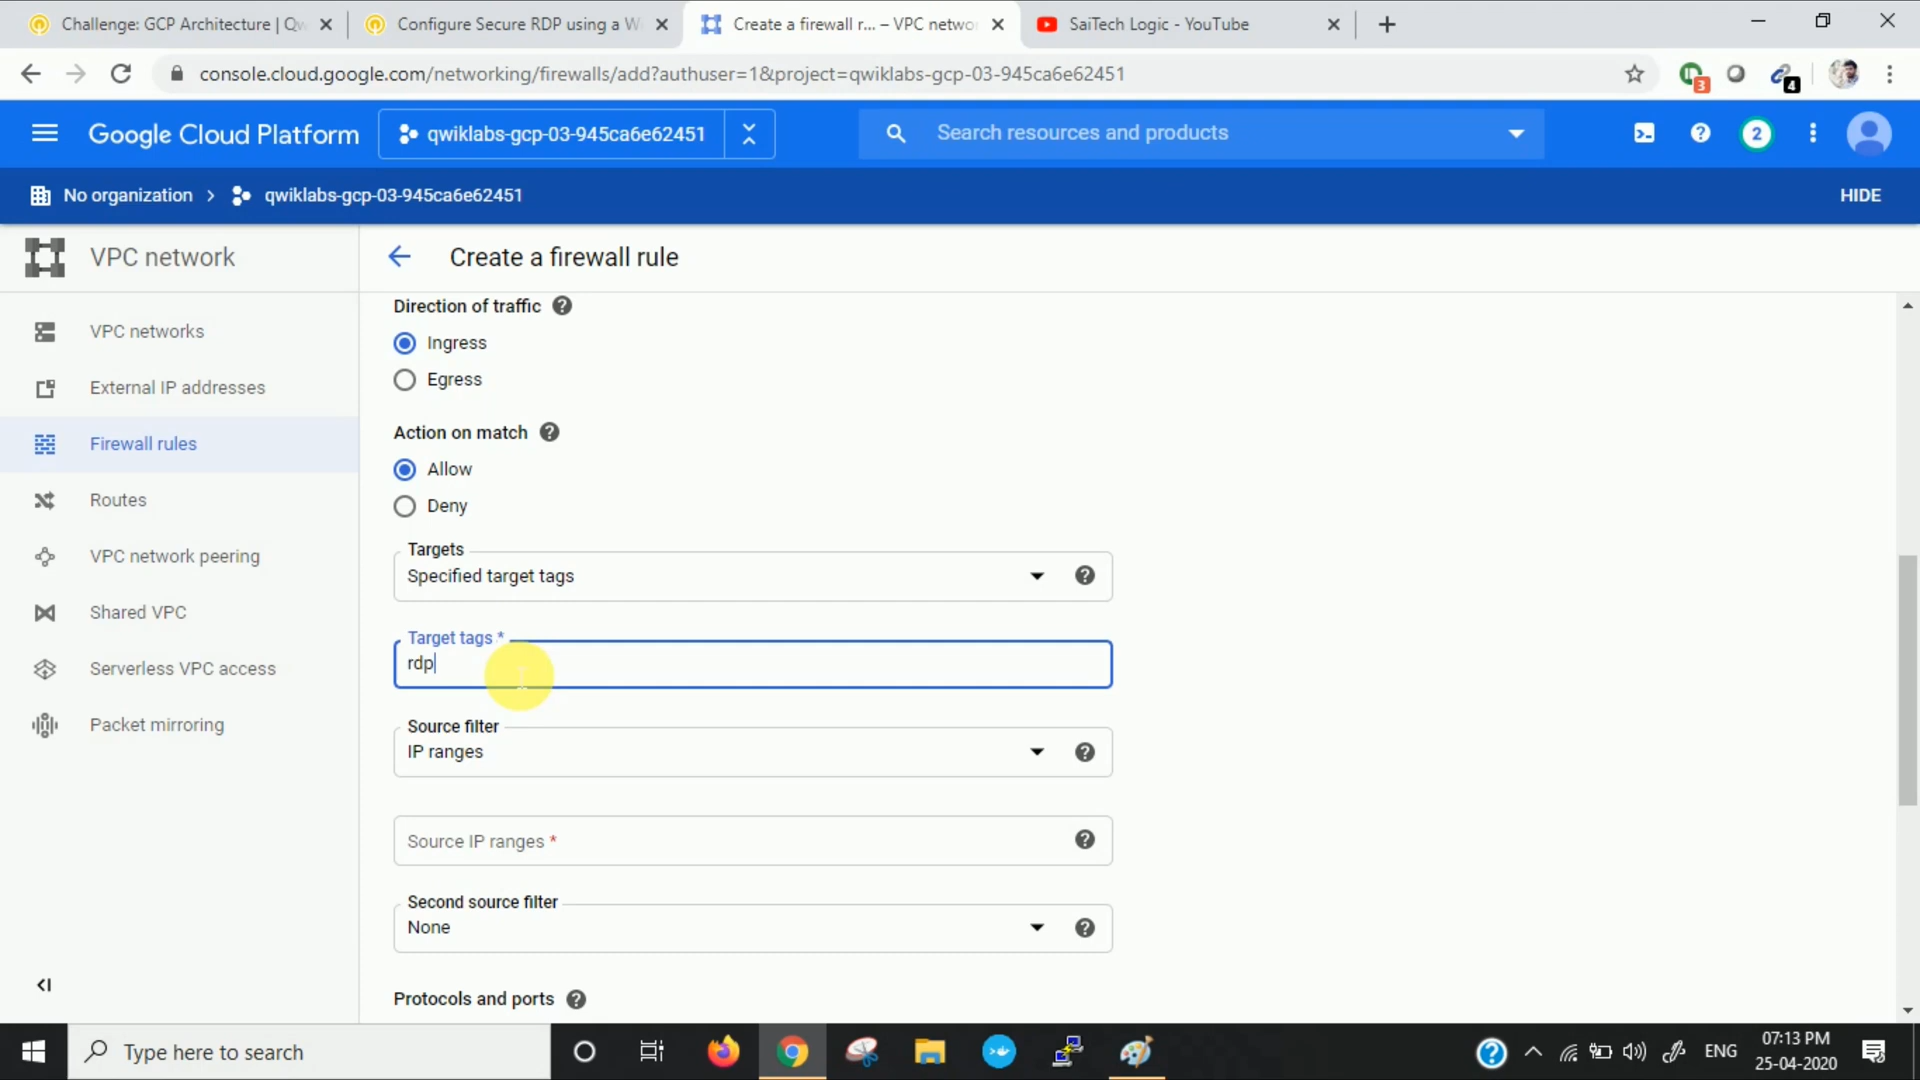 Challenge: GCP Architecture | Qw
Configure Secure RDP using a W
Create a firewall r... – VPC netwo
SaiTech Logic - YouTube
console.cloud.google.com/networking/firewalls/add?authuser=1&project=qwiklabs-gcp-03-945ca6e62451
3
4
Google Cloud Platform
qwiklabs-gcp-03-945ca6e62451
Search resources and products
2
No organization
qwiklabs-gcp-03-945ca6e62451
HIDE
VPC network
VPC networks
External IP addresses
Firewall rules
Routes
VPC network peering
Shared VPC
Serverless VPC access
Packet mirroring
Create a firewall rule
Direction of traffic
Ingress
Egress
Action on match
Allow
Deny
Targets
Specified target tags
Target tags *
rdp
Source filter
IP ranges
Source IP ranges *
Second source filter
None
Protocols and ports
Type here to search
ENG
07:13 PM
25-04-2020